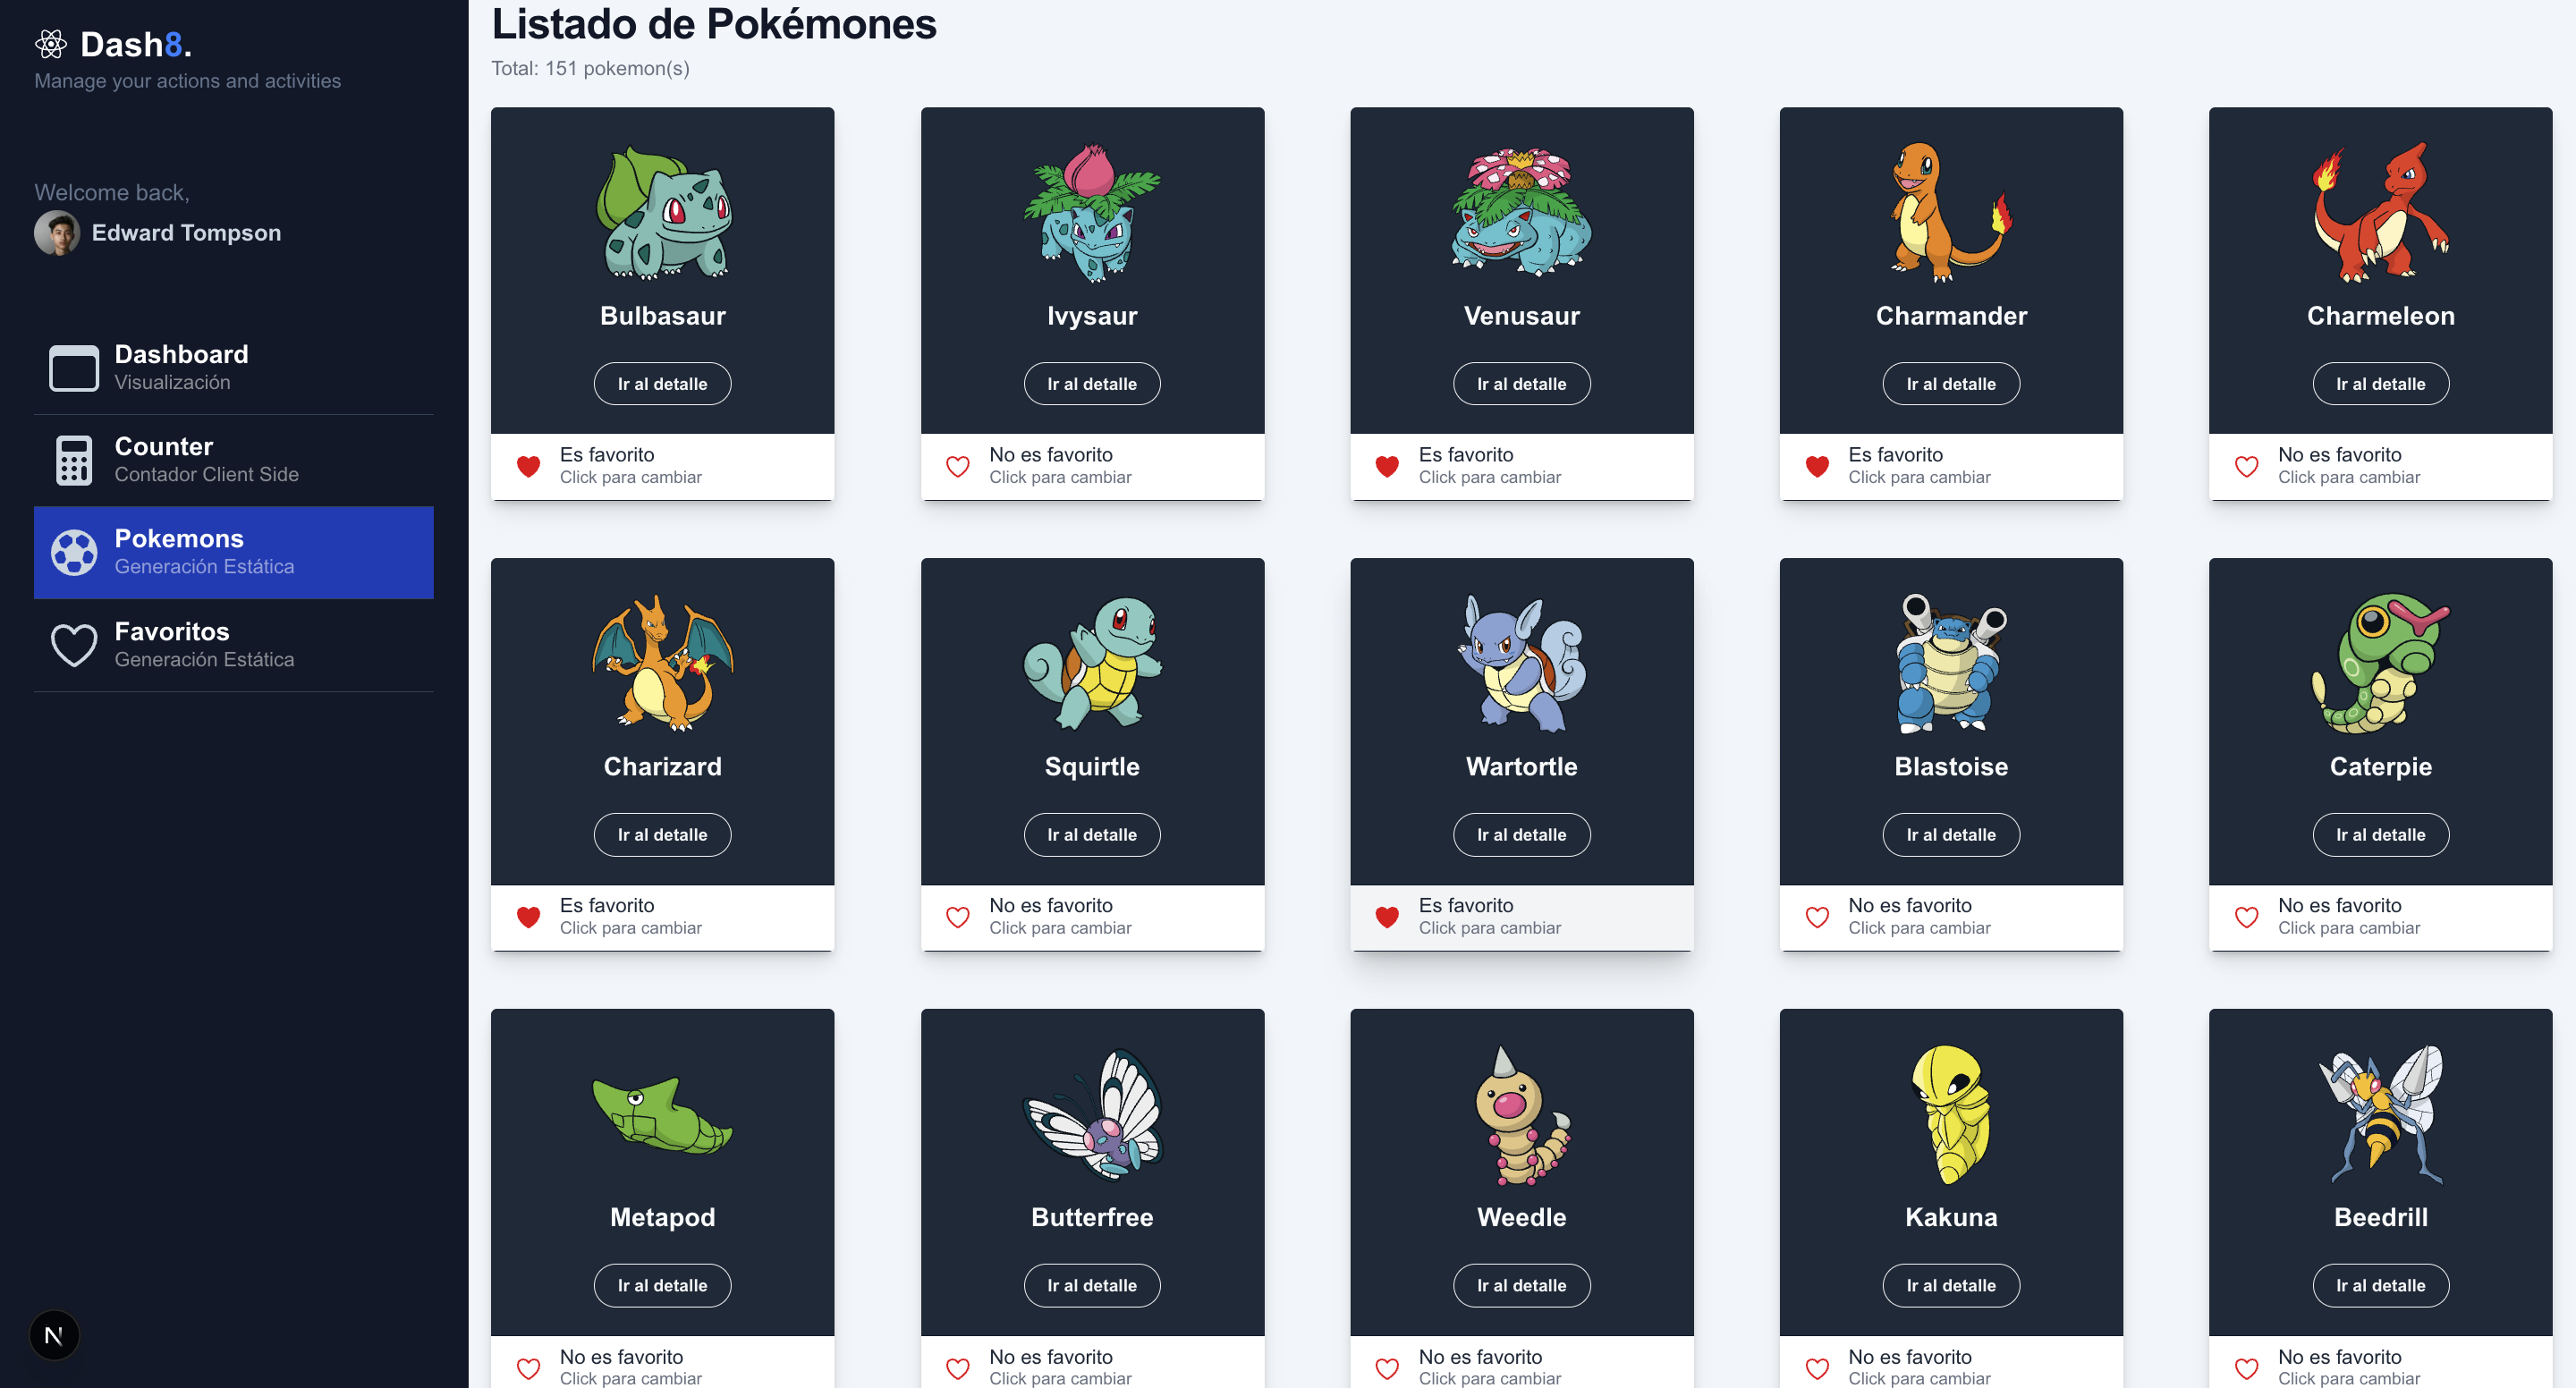 Dash8.
Manage your actions and activities
Welcome back,
Edward Tompson
Dashboard
Visualización
Counter
Contador Client Side
Pokemons
Generación Estática
Favoritos
Generación Estática
N
Listado de Pokémones
Total: 151 pokemon(s)
Bulbasaur
Ir al detalle
Es favorito
Click para cambiar
Ivysaur
Ir al detalle
No es favorito
Click para cambiar
Venusaur
Ir al detalle
Es favorito
Click para cambiar
Charmander
Ir al detalle
Es favorito
Click para cambiar
Charmeleon
Ir al detalle
No es favorito
Click para cambiar
Charizard
Ir al detalle
Es favorito
Click para cambiar
Squirtle
Ir al detalle
No es favorito
Click para cambiar
Wartortle
Ir al detalle
Es favorito
Click para cambiar
Blastoise
Ir al detalle
No es favorito
Click para cambiar
Caterpie
Ir al detalle
No es favorito
Click para cambiar
Metapod
Ir al detalle
No es favorito
Click para cambiar
Butterfree
Ir al detalle
No es favorito
Click para cambiar
Weedle
Ir al detalle
No es favorito
Click para cambiar
Kakuna
Ir al detalle
No es favorito
Click para cambiar
Beedrill
Ir al detalle
No es favorito
Click para cambiar